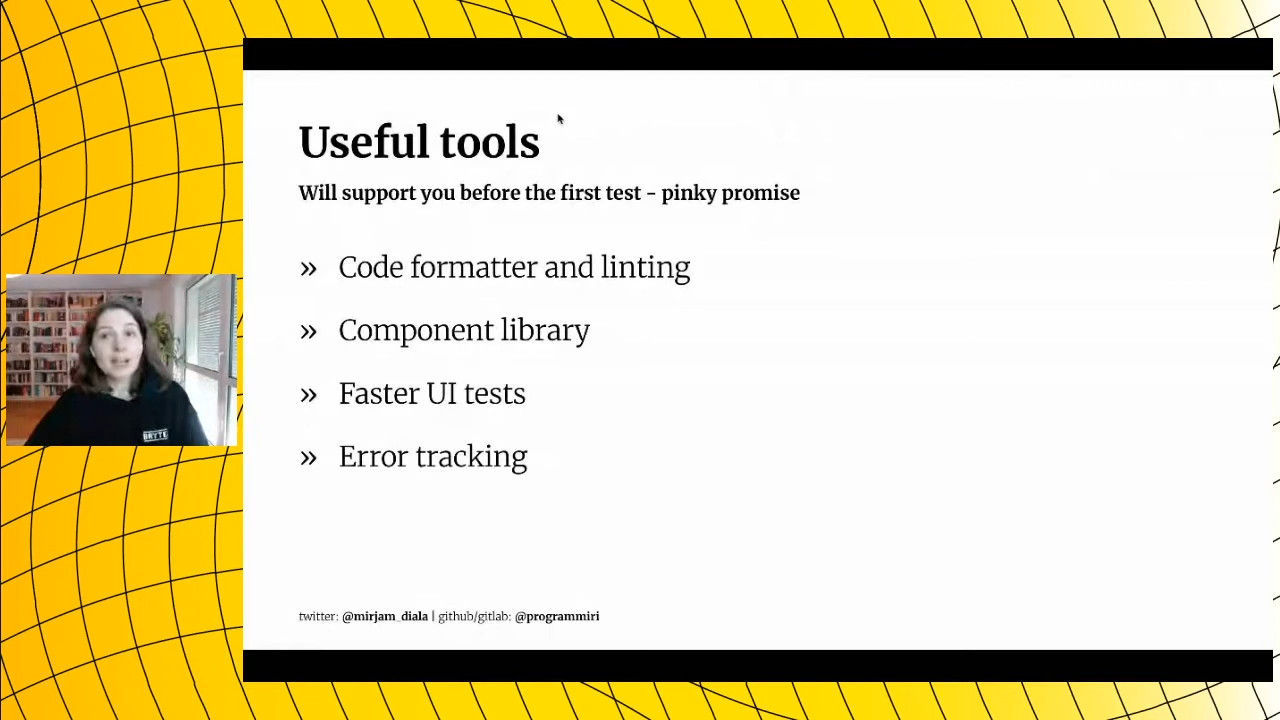 Useful tools
Will support you before the first test - pinky promise
» Code formatter and linting
» Component library
» Faster UI tests
» Error tracking
twitter: @mirjam_diala | github/gitlab: @programmiri
BRYTE